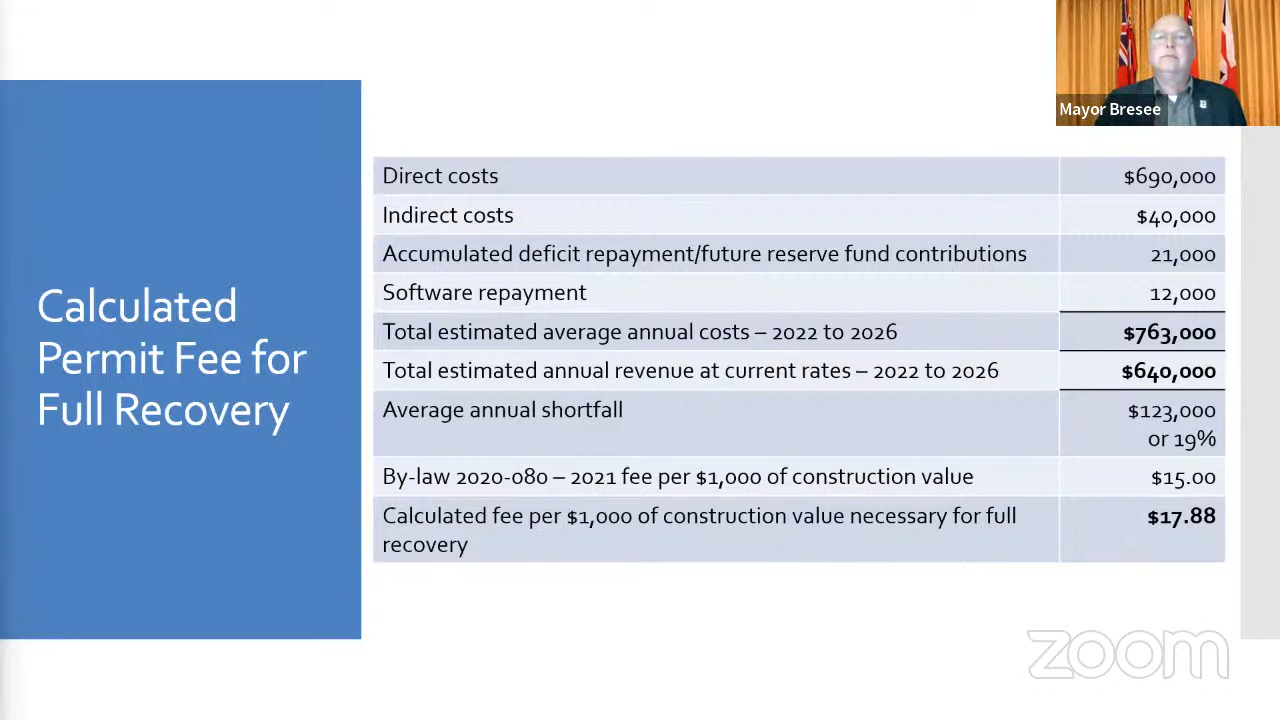 Mayor Bresee
Calculated
Permit Fee for
Full Recovery
Direct costs $690,000
Indirect costs $40,000
Accumulated deficit repayment/future reserve fund contributions 21,000
Software repayment 12,000
Total estimated average annual costs – 2022 to 2026 $763,000
Total estimated annual revenue at current rates – 2022 to 2026 $640,000
Average annual shortfall $123,000
or 19%
By-law 2020-080 – 2021 fee per $1,000 of construction value $15.00
Calculated fee per $1,000 of construction value necessary for full $17.88
recovery
zoom